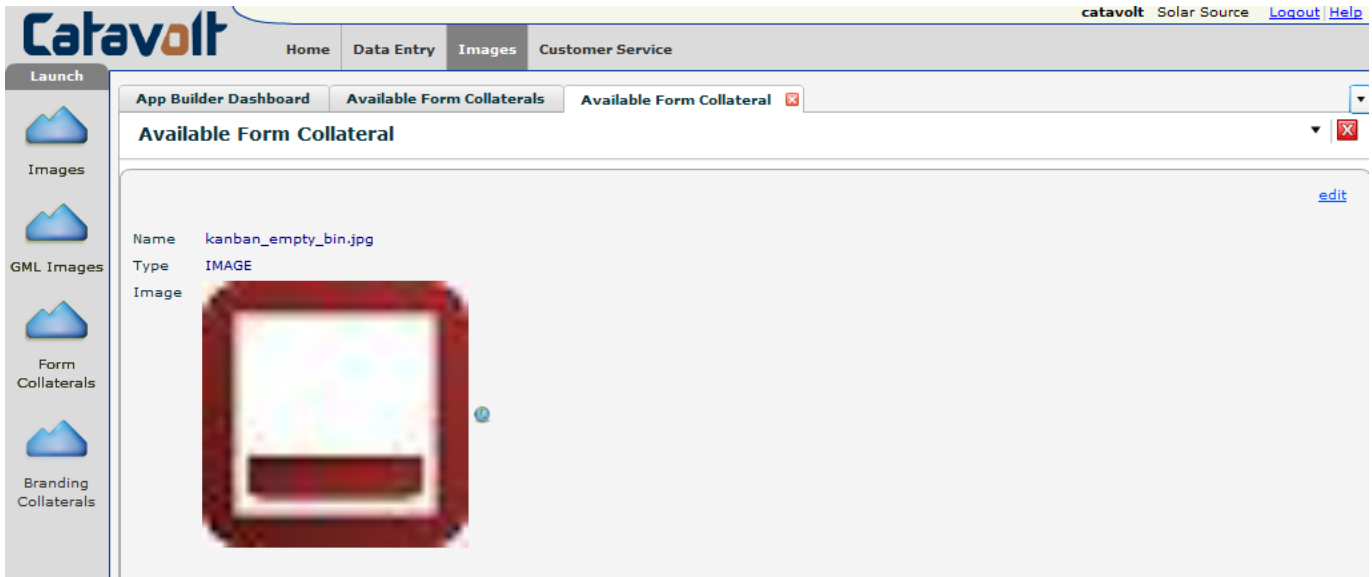 catavolt Solar Source Logout Help
Catavolt
Home Data Entry Images Customer Service
Launch
App Builder Dashboard Available Form Collaterals Available Form Collateral
Available Form Collateral
Images
edit
Name kanban_empty_bin.jpg
GML Images
Type IMAGE
Image
Form
Collaterals
Branding
Collaterals